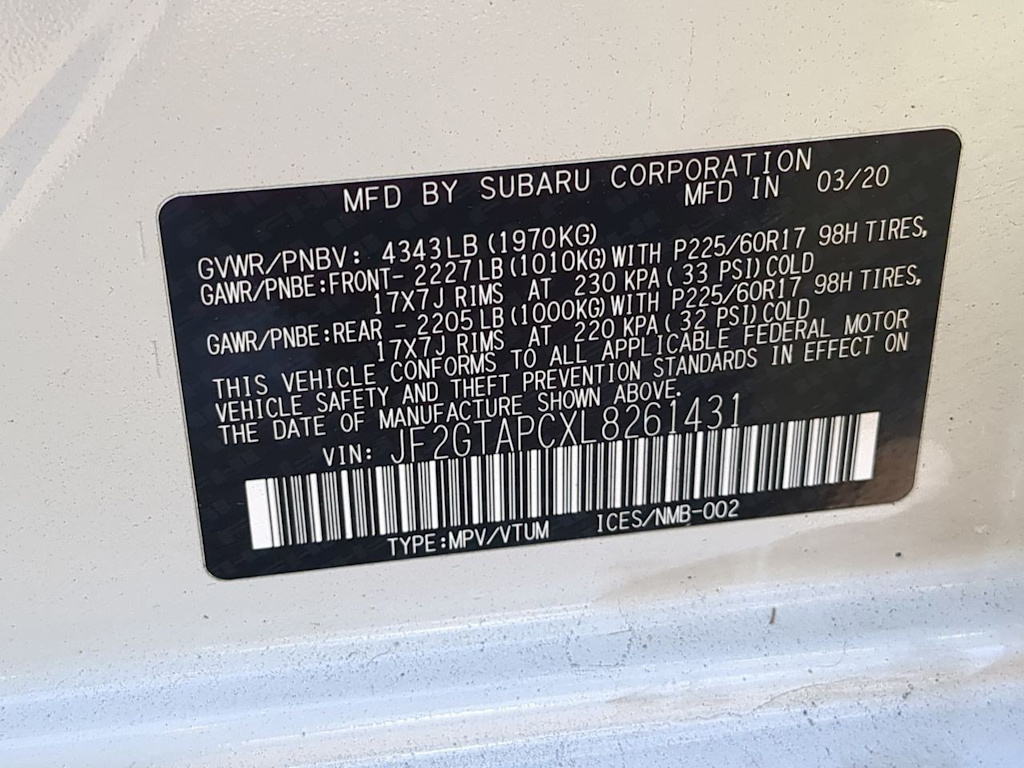 MFD BY SUBARU CORPORATION
MFD IN 03/20
GVWR/PNBV: 4343LB (1970KG)
GAWR/PNBE:FRONT- 2227LB (1010KG) WITH P225/60R17 98H TIRES,
17X7J RIMS AT 230 KPA( 33 PSI) COLD
GAWR/PNBE:REAR - 2205LB (1000KG) WITH P225/60R17 98H TIRES,
17X7J RIMS AT 220 KPA( 32 PSI) COLD
THIS VEHICLE CONFORMS TO ALL APPLICABLE FEDERAL MOTOR
VEHICLE SAFETY AND THEFT PREVENTION STANDARDS IN EFFECT ON
THE DATE OF MANUFACTURE SHOWN ABOVE.
VIN: JF2GTAPCXL8261431
TYPE:MPV/VTUM ICES/NMB-002